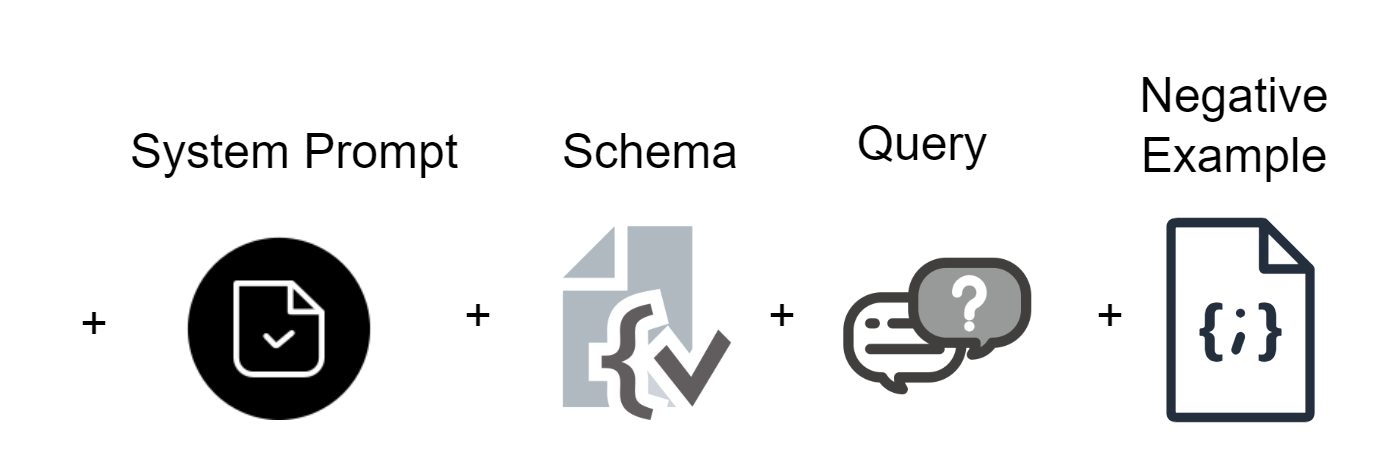 System Prompt
Schema
Query
Negative
Example
+
+
+
+
{;}